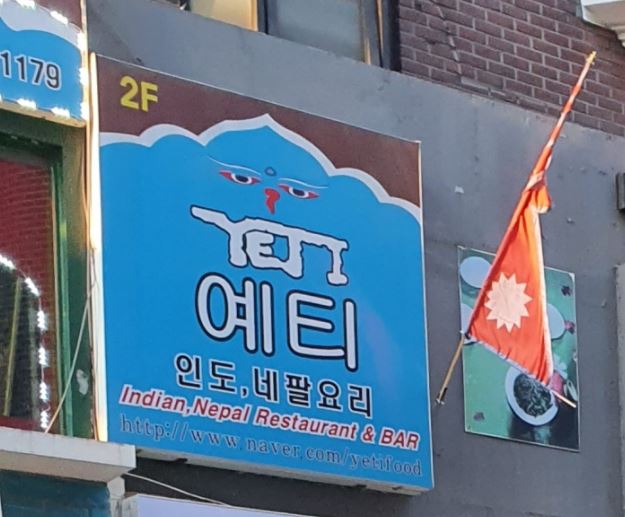 1179
2F
YETI
예티
인도,네팔요리
Indian,Nepal Restaurant & BAR
http://www.naver.com/yetifood